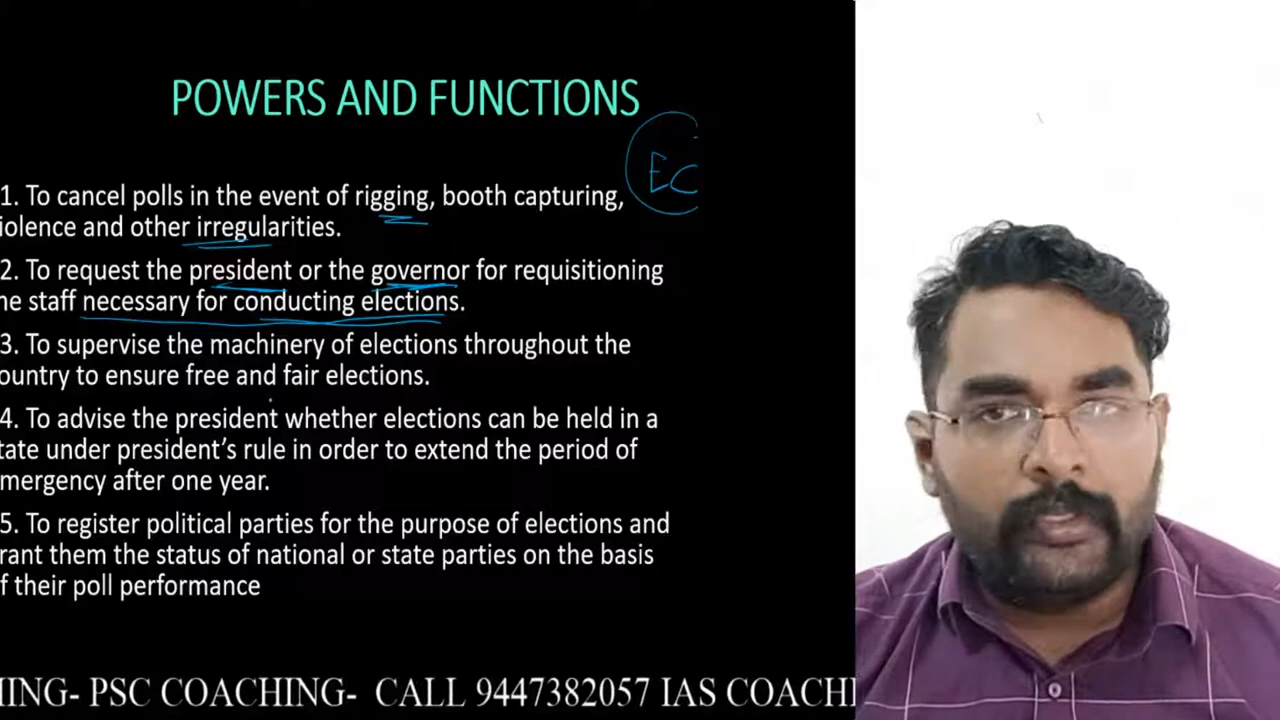 POWERS AND FUNCTIONS
EC
1. To cancel polls in the event of rigging, booth capturing,
iolence and other irregularities.
2. To request the president or the governor for requisitioning
he staff necessary for conducting elections.
3. To supervise the machinery of elections throughout the
ountry to ensure free and fair elections.
4. To advise the president whether elections can be held in a
tate under president’s rule in order to extend the period of
mergency after one year.
5. To register political parties for the purpose of elections and
rant them the status of national or state parties on the basis
f their poll performance
HING- PSC COACHING- CALL 9447382057 IAS COACHI